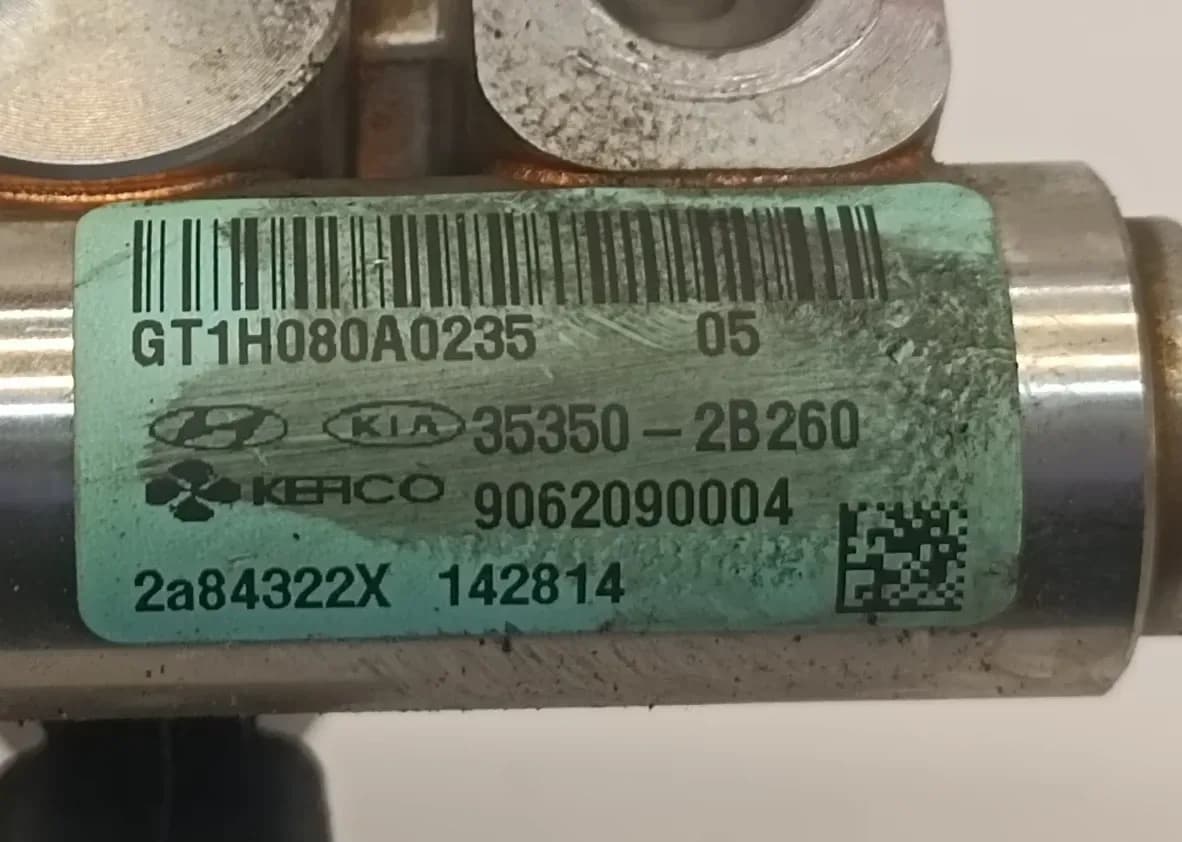 GT1H080A0235 05
KIA 35350-2B260
KEFICO 9062090004
2a84322X 142814